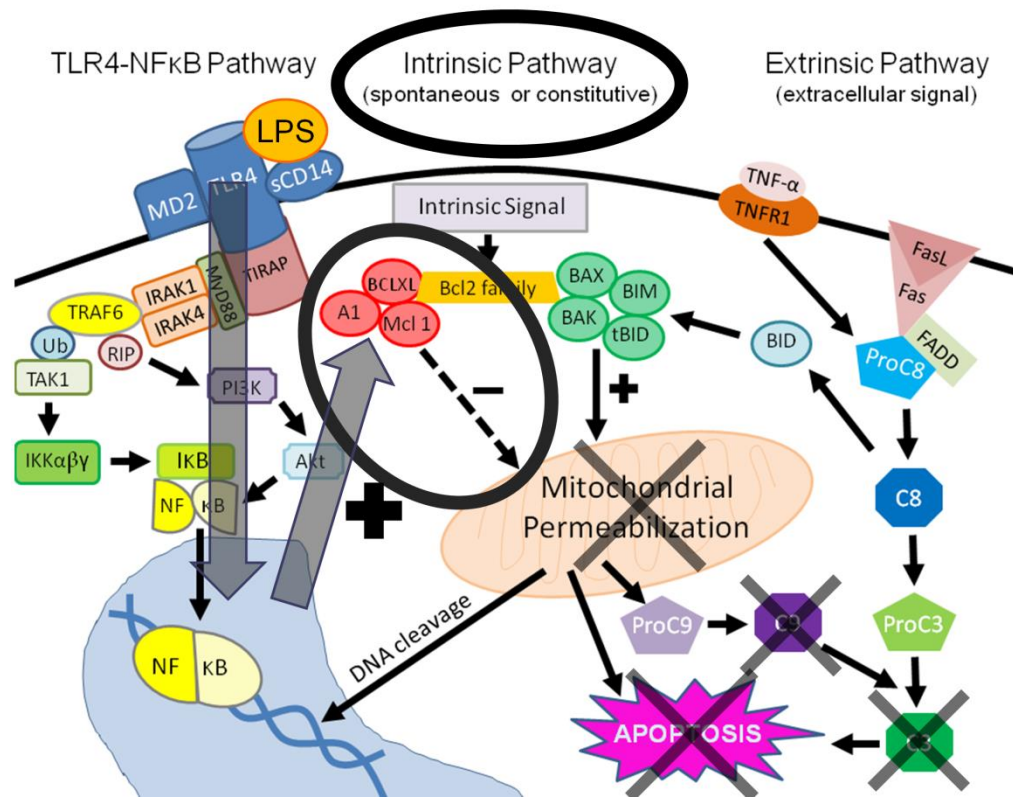 TLR4-NFκB Pathway
Intrinsic Pathway
(spontaneous or constitutive)
Extrinsic Pathway
(extracellular signal)
LPS
TLR4
sCD14
MD2
TIRAP
MyD88
IRAK1
IRAK4
TRAF6
Ub
RIP
TAK1
PI3K
IKKαβγ
IκB
Akt
NF
κB
NF
κB
Intrinsic Signal
BCLXL
Bcl2 family
A1
Mcl 1
BAX
BIM
BAK
tBID
BID
–
+
+
Mitochondrial
Permeabilization
DNA cleavage
ProC9
C9
APOPTOSIS
TNF-α
TNFR1
FasL
Fas
FADD
ProC8
C8
ProC3
C3